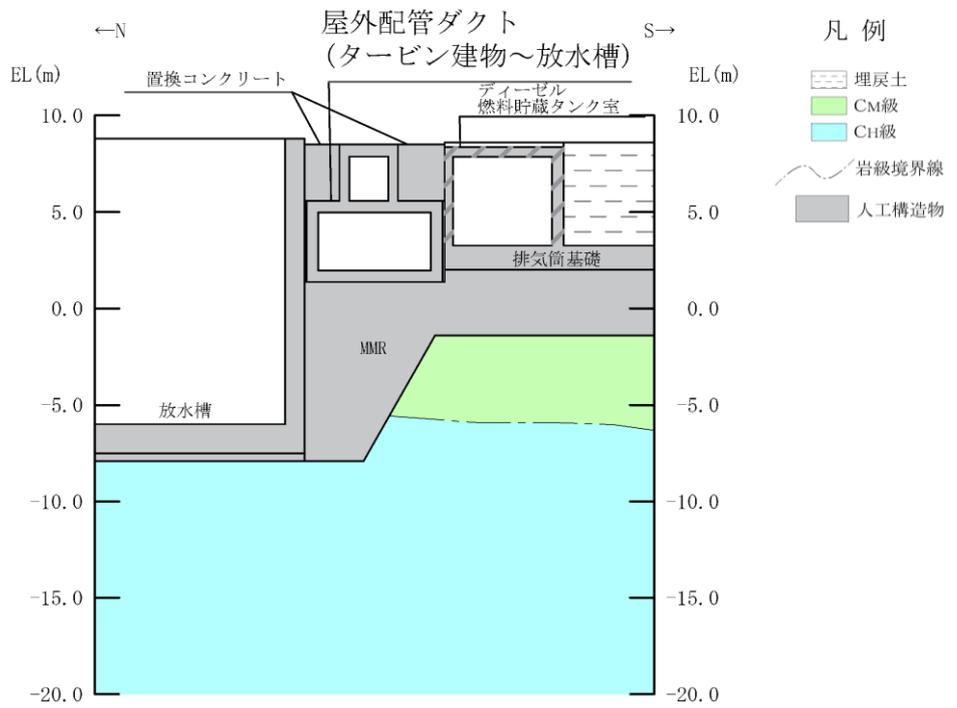 屋外配管ダクト
(タービン建物～放水槽)
←N
S→
凡 例
EL(m)
EL(m)
置換コンクリート
ディーゼル
燃料貯蔵タンク室
埋戻土
CM級
CH級
岩級境界線
人工構造物
10.0
10.0
5.0
5.0
排気筒基礎
0.0
0.0
MMR
-5.0
-5.0
放水槽
-10.0
-10.0
-15.0
-15.0
-20.0
-20.0